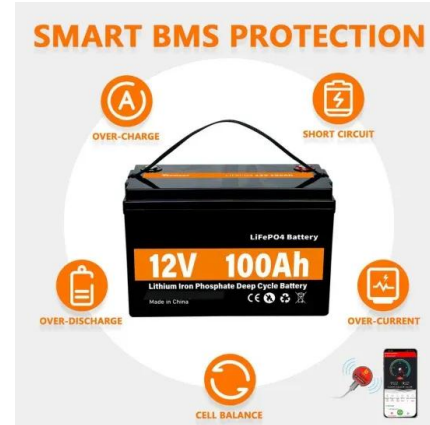 SMART BMS PROTECTION
OVER-CHARGE
SHORT CIRCUIT
LiFePO4 Battery
12V 100Ah
Lithium Iron Phosphate Deep Cycle Battery
Made in China
CE
OVER-DISCHARGE
OVER-CURRENT
CELL BALANCE